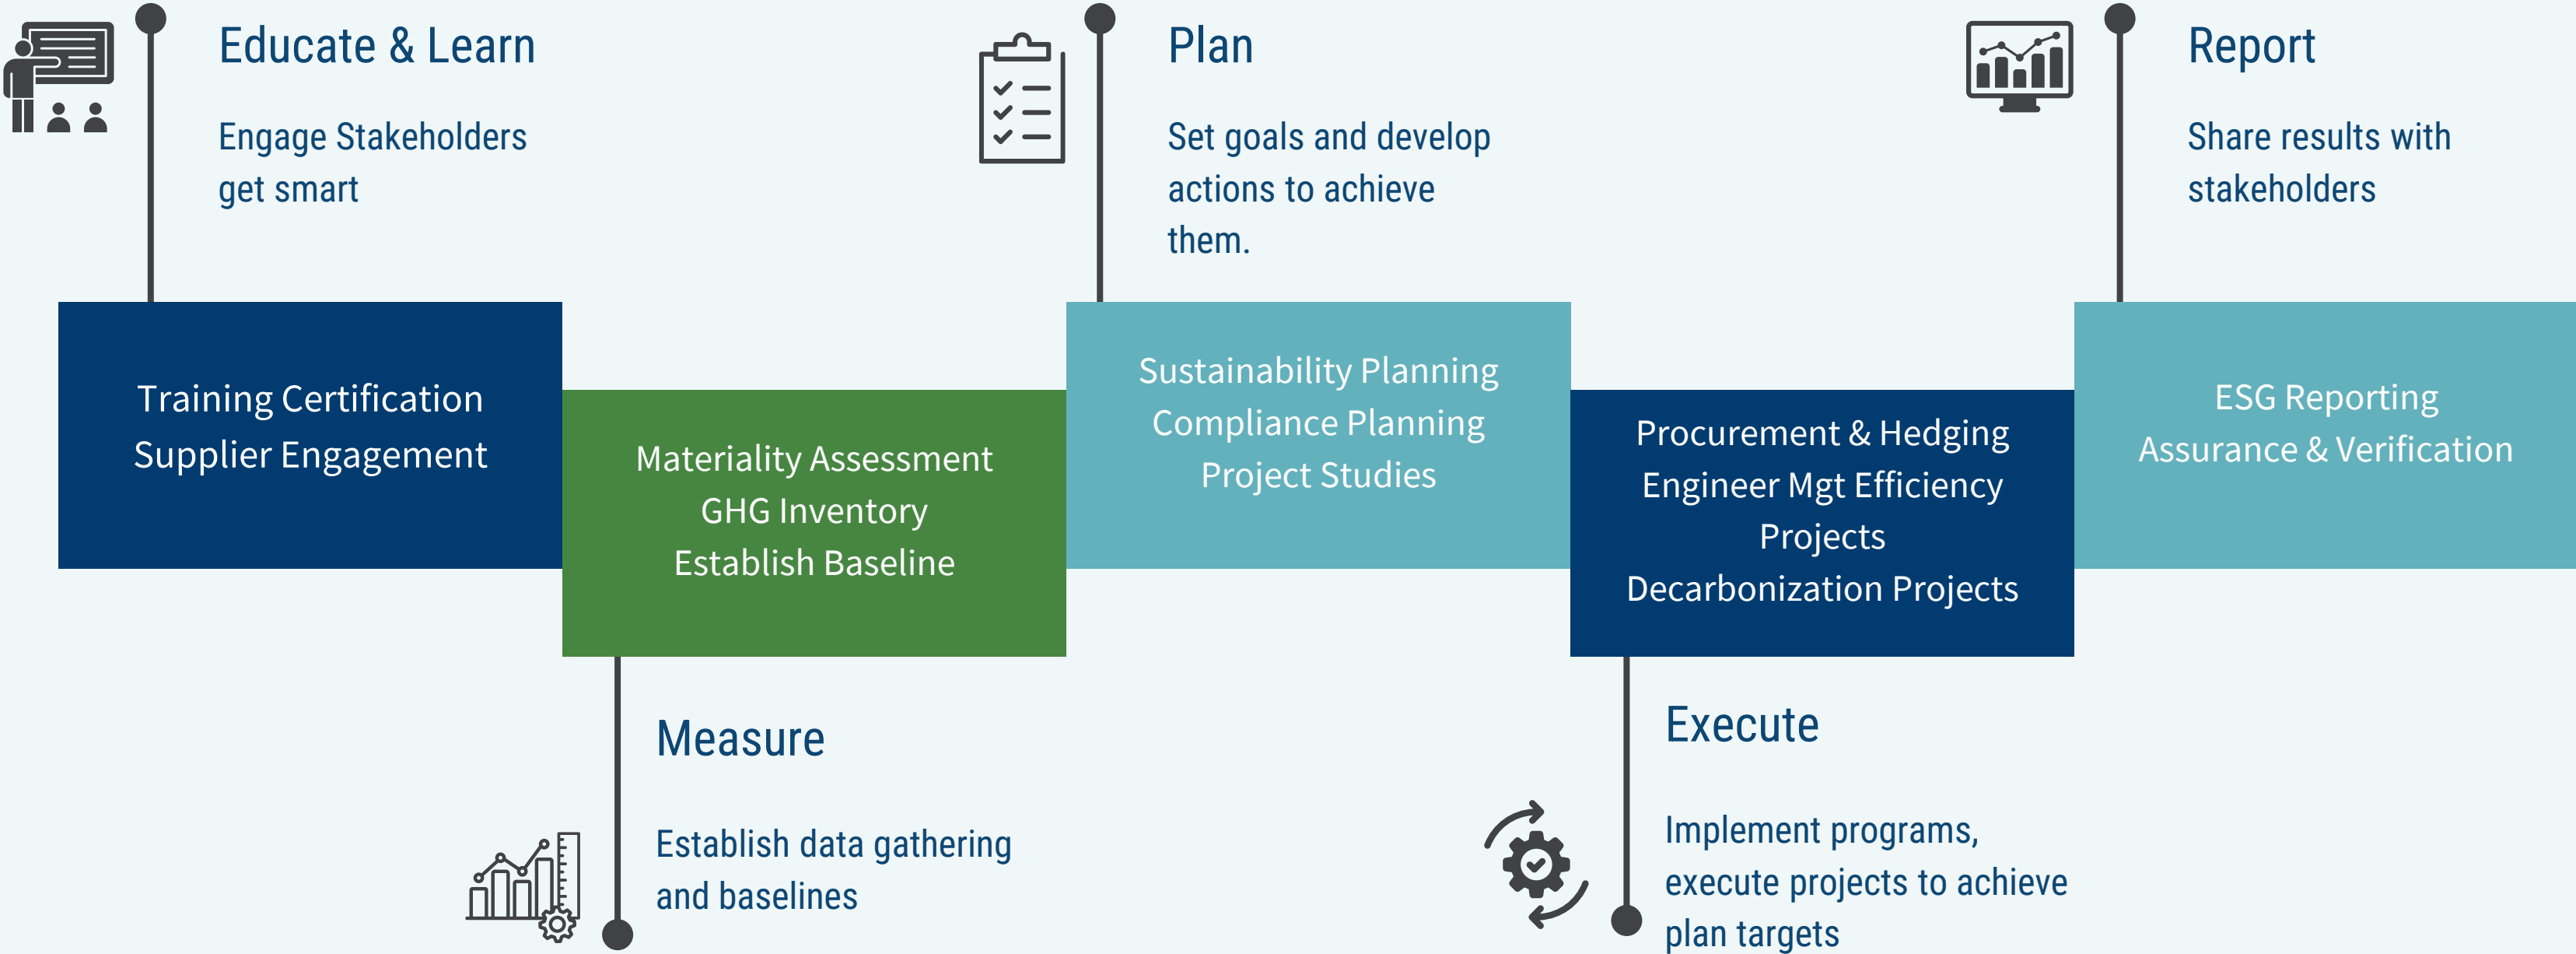 Educate & Learn
Engage Stakeholders
get smart
Training Certification
Supplier Engagement
Materiality Assessment
GHG Inventory
Establish Baseline
Measure
Establish data gathering
and baselines
Plan
Set goals and develop
actions to achieve
them.
Sustainability Planning
Compliance Planning
Project Studies
Procurement & Hedging
Engineer Mgt Efficiency
Projects
Decarbonization Projects
Execute
Implement programs,
execute projects to achieve
plan targets
Report
Share results with
stakeholders
ESG Reporting
Assurance & Verification